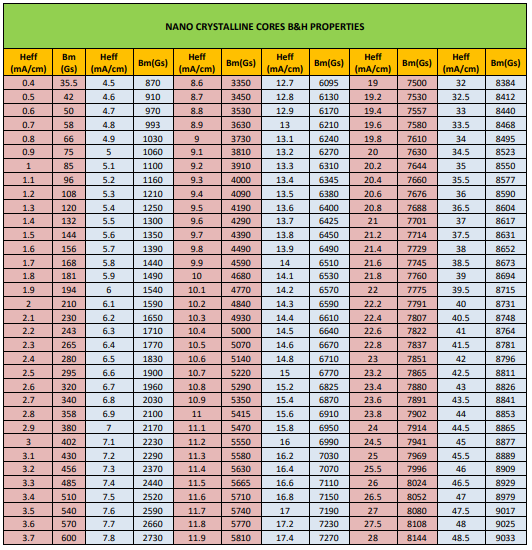 NANO CRYSTALLINE CORES B&H PROPERTIES
Heff (mA/cm) Bm (Gs) Heff (mA/cm) Bm(Gs) Heff (mA/cm) Bm(Gs) Heff (mA/cm) Bm(Gs) Heff (mA/cm) Bm(Gs) Heff (mA/cm) Bm(Gs)
0.4 35.5 4.5 870 8.6 3350 12.7 6095 19 7500 32 8384
0.5 42 4.6 910 8.7 3450 12.8 6130 19.2 7530 32.5 8412
0.6 50 4.7 970 8.8 3530 12.9 6170 19.4 7557 33 8440
0.7 58 4.8 993 8.9 3630 13 6210 19.6 7580 33.5 8468
0.8 66 4.9 1030 9 3730 13.1 6240 19.8 7610 34 8495
0.9 75 5 1060 9.1 3810 13.2 6270 20 7630 34.5 8523
1 85 5.1 1100 9.2 3910 13.3 6310 20.2 7644 35 8550
1.1 96 5.2 1160 9.3 4000 13.4 6345 20.4 7660 35.5 8577
1.2 108 5.3 1210 9.4 4090 13.5 6380 20.6 7676 36 8590
1.3 120 5.4 1250 9.5 4190 13.6 6400 20.8 7688 36.5 8604
1.4 132 5.5 1300 9.6 4290 13.7 6425 21 7701 37 8617
1.5 144 5.6 1350 9.7 4390 13.8 6450 21.2 7714 37.5 8631
1.6 156 5.7 1390 9.8 4490 13.9 6490 21.4 7729 38 8652
1.7 168 5.8 1440 9.9 4590 14 6510 21.6 7745 38.5 8673
1.8 181 5.9 1490 10 4680 14.1 6530 21.8 7760 39 8694
1.9 194 6 1540 10.1 4770 14.2 6570 22 7775 39.5 8715
2 210 6.1 1590 10.2 4840 14.3 6590 22.2 7791 40 8731
2.1 230 6.2 1650 10.3 4930 14.4 6610 22.4 7807 40.5 8748
2.2 243 6.3 1710 10.4 5000 14.5 6640 22.6 7822 41 8764
2.3 265 6.4 1770 10.5 5070 14.6 6670 22.8 7837 41.5 8781
2.4 280 6.5 1830 10.6 5140 14.8 6710 23 7851 42 8796
2.5 295 6.6 1900 10.7 5220 15 6770 23.2 7865 42.5 8811
2.6 320 6.7 1960 10.8 5290 15.2 6825 23.4 7880 43 8826
2.7 340 6.8 2030 10.9 5350 15.4 6870 23.6 7891 43.5 8841
2.8 358 6.9 2100 11 5415 15.6 6910 23.8 7902 44 8853
2.9 380 7 2170 11.1 5470 15.8 6950 24 7914 44.5 8865
3 402 7.1 2230 11.2 5550 16 6990 24.5 7941 45 8877
3.1 430 7.2 2290 11.3 5580 16.2 7030 25 7969 45.5 8889
3.2 456 7.3 2370 11.4 5630 16.4 7070 25.5 7996 46 8909
3.3 485 7.4 2440 11.5 5665 16.6 7110 26 8024 46.5 8929
3.4 510 7.5 2520 11.6 5710 16.8 7150 26.5 8052 47 8979
3.5 540 7.6 2590 11.7 5740 17 7190 27 8080 47.5 9017
3.6 570 7.7 2660 11.8 5770 17.2 7230 27.5 8108 48 9025
3.7 600 7.8 2730 11.9 5810 17.4 7270 28 8144 48.5 9033